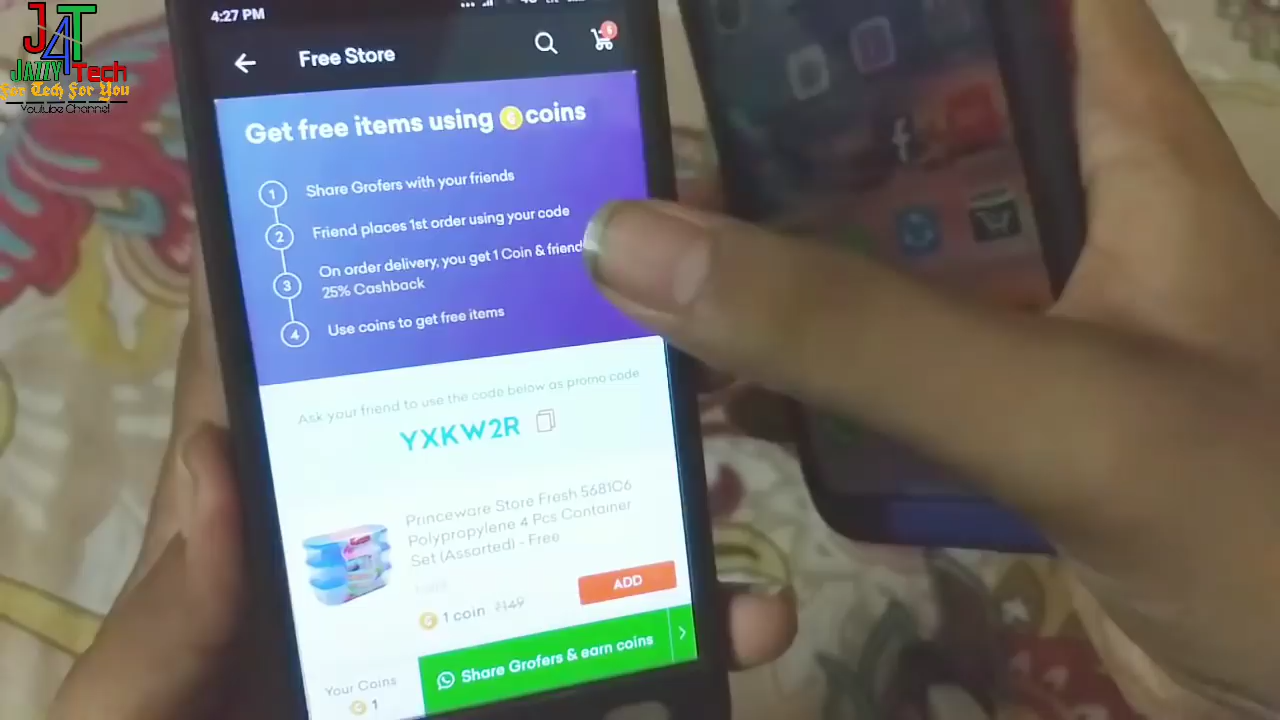 4:27 PM
J4T
JAZZY Tech
For Tech For You
Youtube Channel
Free Store
6
Get free items using coins
1 Share Grofers with your friends
2 Friend places 1st order using your code
3 On order delivery, you get 1 Coin & friend
25% Cashback
4 Use coins to get free items
Ask your friend to use the code below as promo code
YXKW2R
Princeware Store Fresh 5681C6
Polypropylene 4 Pcs Container
Set (Assorted) - Free
1 coin ₹149
ADD
Your Coins
1
Share Grofers & earn coins